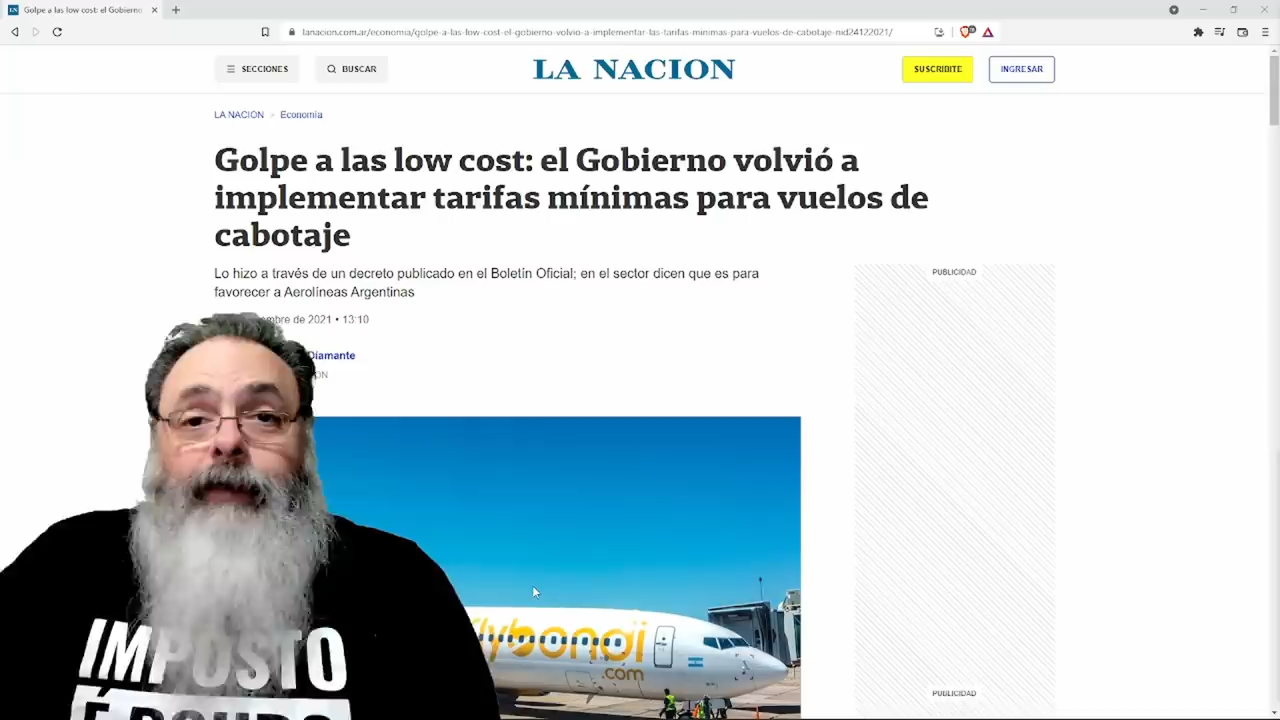 Golpe a las low cost: el Gobierno
lanacion.com.ar/economia/golpe-a-las-low-cost-el-gobierno-volvio-a-implementar-las-tarifas-minimas-para-vuelos-de-cabotaje-nid24122021/
SECCIONES
BUSCAR
LA NACION
SUSCRIBITE
INGRESAR
LA NACION > Economía
Golpe a las low cost: el Gobierno volvió a
implementar tarifas mínimas para vuelos de
cabotaje
Lo hizo a través de un decreto publicado en el Boletín Oficial; en el sector dicen que es para
favorecer a Aerolíneas Argentinas
PUBLICIDAD
de 2021 • 13:10
Diamante
flybondi
.com
IMPOSTO
É
PUBLICIDAD